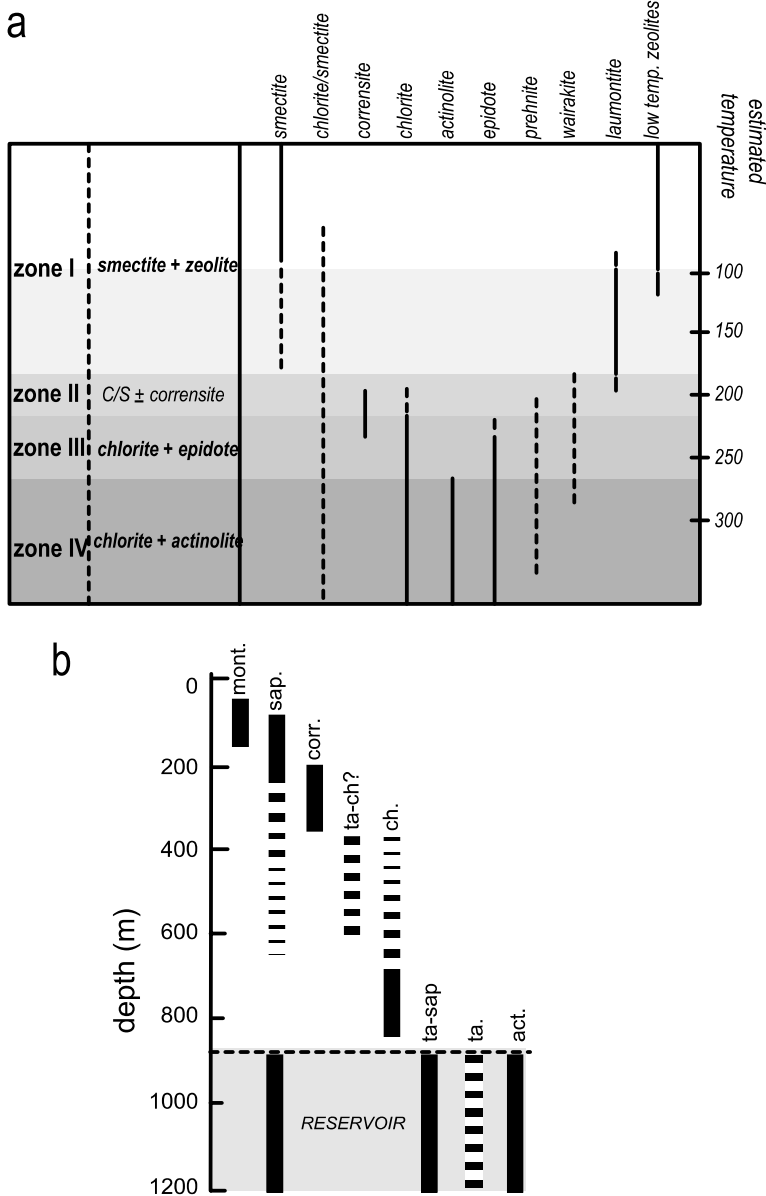 a
smectite
chlorite/smectite
corrensite
chlorite
actinolite
epidote
prehnite
wairakite
laumontite
low temp. zeolites
estimated
temperature
zone I smectite + zeolite
100
150
zone II C/S ± corrensite
200
zone III chlorite + epidote
250
300
zone IV chlorite + actinolite
b
mont.
sap.
corr.
ta-ch?
ch.
ta-sap
ta.
act.
depth (m)
0
200
400
600
800
1000
1200
RESERVOIR